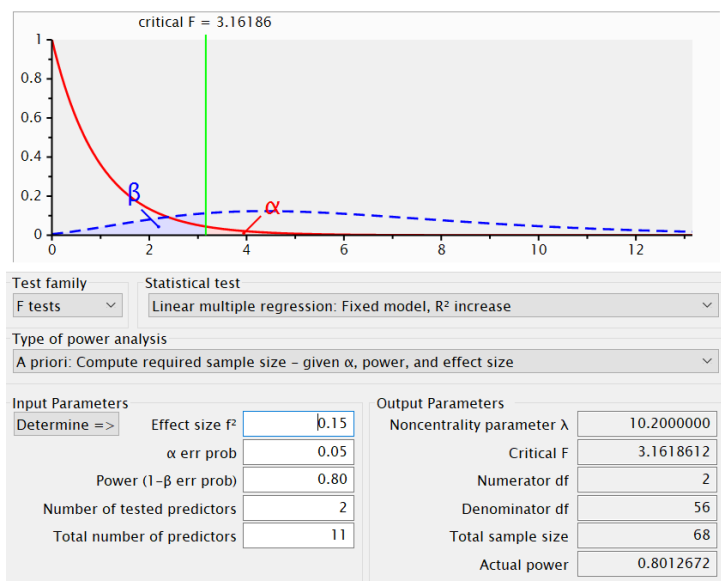 critical F = 3.16186
1
0.8
0.6
0.4
0.2
0
β
α
0 2 4 6 8 10 12
Test family Statistical test
F tests Linear multiple regression: Fixed model, R² increase
Type of power analysis
A priori: Compute required sample size – given α, power, and effect size
Input Parameters Output Parameters
Determine => Effect size f² 0.15 Noncentrality parameter λ 10.2000000
α err prob 0.05 Critical F 3.1618612
Power (1-β err prob) 0.80 Numerator df 2
Number of tested predictors 2 Denominator df 56
Total number of predictors 11 Total sample size 68
Actual power 0.8012672